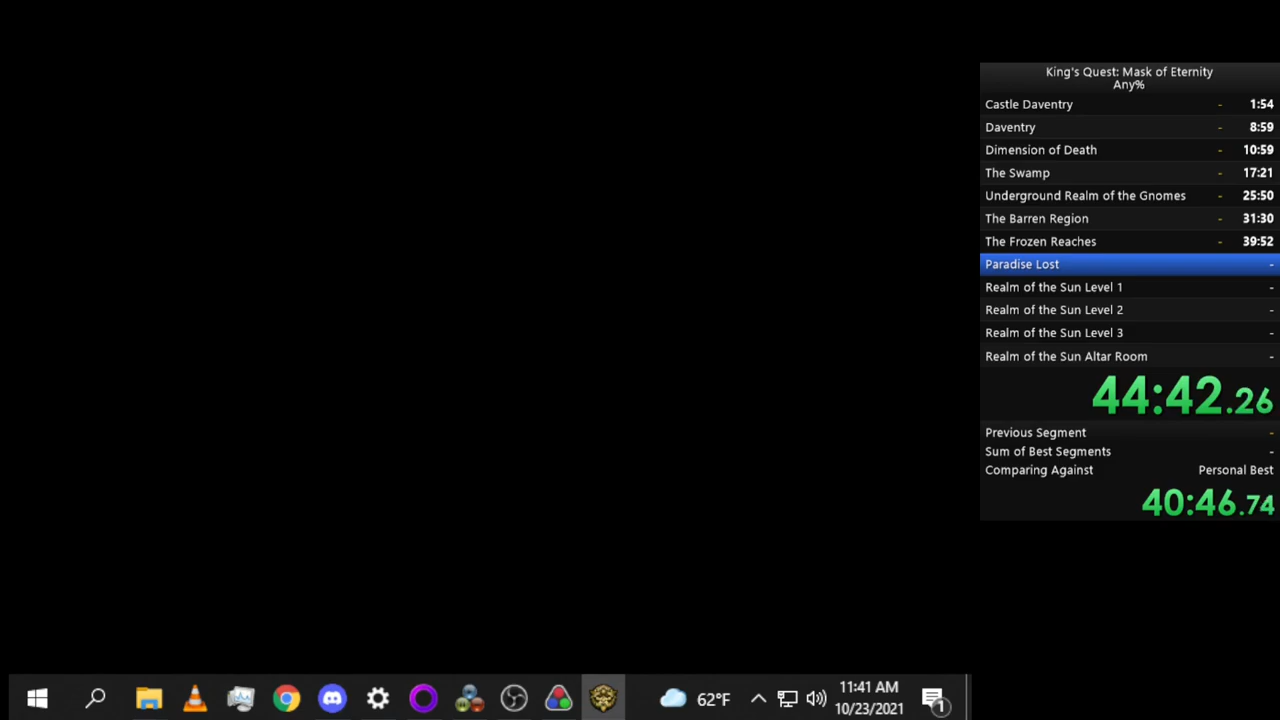 King's Quest: Mask of Eternity
Any%
Castle Daventry - 1:54
Daventry - 8:59
Dimension of Death - 10:59
The Swamp - 17:21
Underground Realm of the Gnomes - 25:50
The Barren Region - 31:30
The Frozen Reaches - 39:52
Paradise Lost -
Realm of the Sun Level 1 -
Realm of the Sun Level 2 -
Realm of the Sun Level 3 -
Realm of the Sun Altar Room -
44:42.26
Previous Segment -
Sum of Best Segments -
Comparing Against Personal Best
40:46.74
62°F
11:41 AM
10/23/2021
1